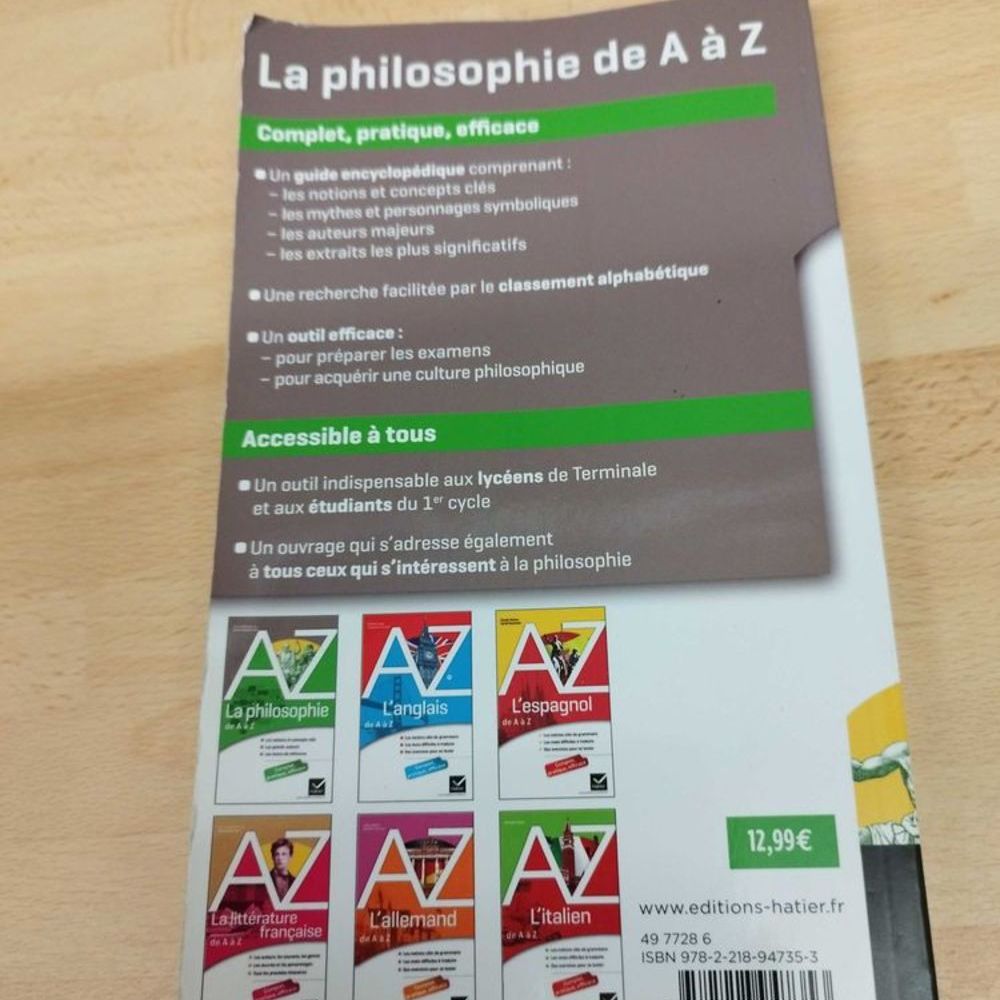 La philosophie de A à Z
Complet, pratique, efficace
Un guide encyclopédique comprenant :
– les notions et concepts clés
– les mythes et personnages symboliques
– les auteurs majeurs
– les extraits les plus significatifs
Une recherche facilitée par le classement alphabétique
Un outil efficace :
– pour préparer les examens
– pour acquérir une culture philosophique
Accessible à tous
Un outil indispensable aux lycéens de Terminale
et aux étudiants du 1er cycle
Un ouvrage qui s'adresse également
à tous ceux qui s'intéressent à la philosophie
AZ
La philosophie
de A à Z
AZ
L'anglais
de A à Z
AZ
L'espagnol
de A à Z
AZ
La littérature
française
de A à Z
AZ
L'allemand
de A à Z
AZ
L'italien
de A à Z
12,99€
www.editions-hatier.fr
49 7728 6
ISBN 978-2-218-94735-3